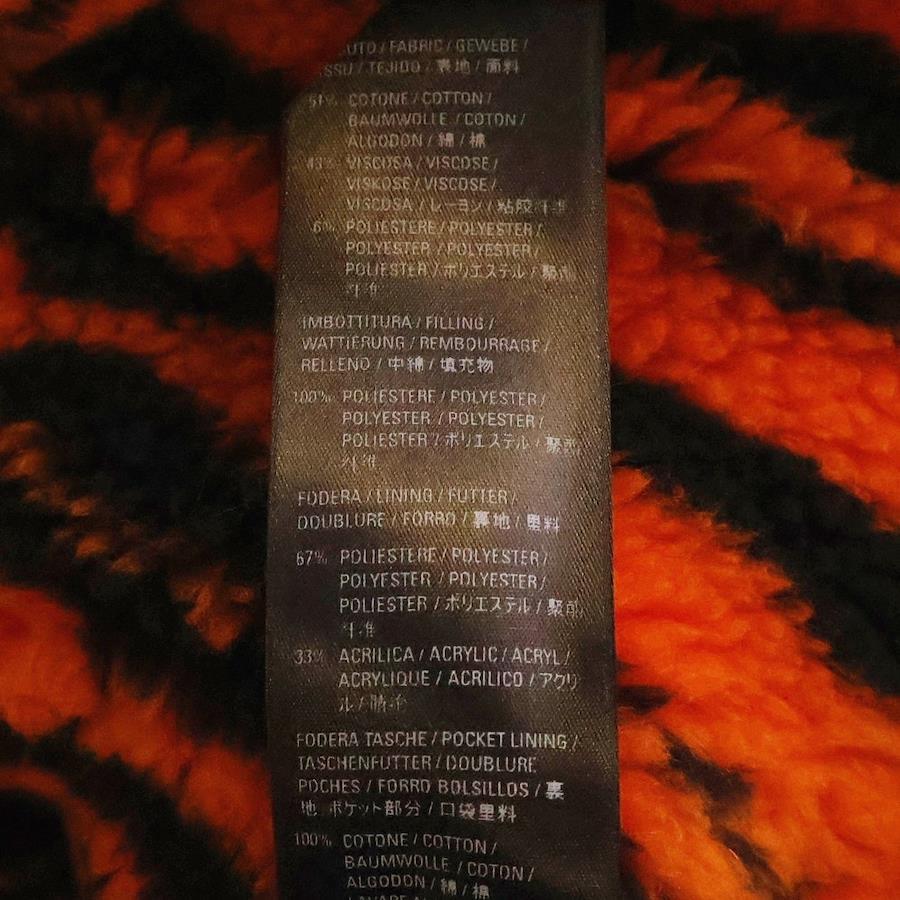 UTO / FABRIC / GEWEBE /
SSU / TEJIDO / 表地 / 面料
51% COTONE / COTTON /
BAUMWOLLE / COTON /
ALGODON / 綿 / 棉
43% VISCOSA / VISCOSE /
VISKOSE / VISCOSE /
VISCOSA / レーヨン / 粘胶纤维
6% POLIESTERE / POLYESTER /
POLYESTER / POLYESTER /
POLIESTER / ポリエステル / 聚酯
纤维
IMBOTTITURA / FILLING /
WATTIERUNG / REMBOURRAGE /
RELLENO / 中綿 / 填充物
100% POLIESTERE / POLYESTER /
POLYESTER / POLYESTER /
POLIESTER / ポリエステル / 聚酯
纤维
FODERA / LINING / FUTTER /
DOUBLURE / FORRO / 裏地 / 里料
67% POLIESTERE / POLYESTER /
POLYESTER / POLYESTER /
POLIESTER / ポリエステル / 聚酯
纤维
33% ACRILICA / ACRYLIC / ACRYL /
ACRYLIQUE / ACRILICO / アクリ
ル / 腈纶
FODERA TASCHE / POCKET LINING /
TASCHENFUTTER / DOUBLURE
POCHES / FORRO BOLSILLOS / 裏
地 ポケット部分 / 口袋里料
100% COTONE / COTTON /
BAUMWOLLE / COTON /
ALGODON / 綿 / 棉